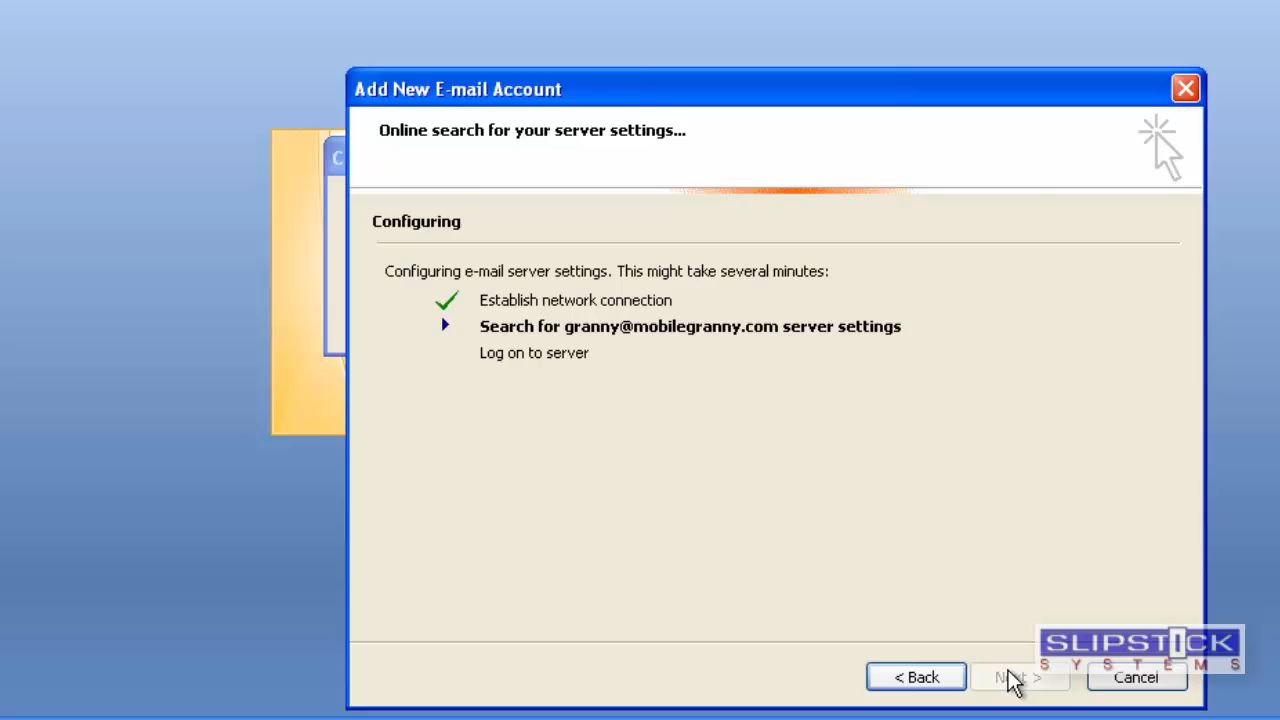 Add New E-mail Account
Online search for your server settings...
C
Configuring
Configuring e-mail server settings. This might take several minutes:
Establish network connection
Search for granny@mobilegranny.com server settings
Log on to server
SLIPSTICK
SYSTEMS
< Back
Next >
Cancel